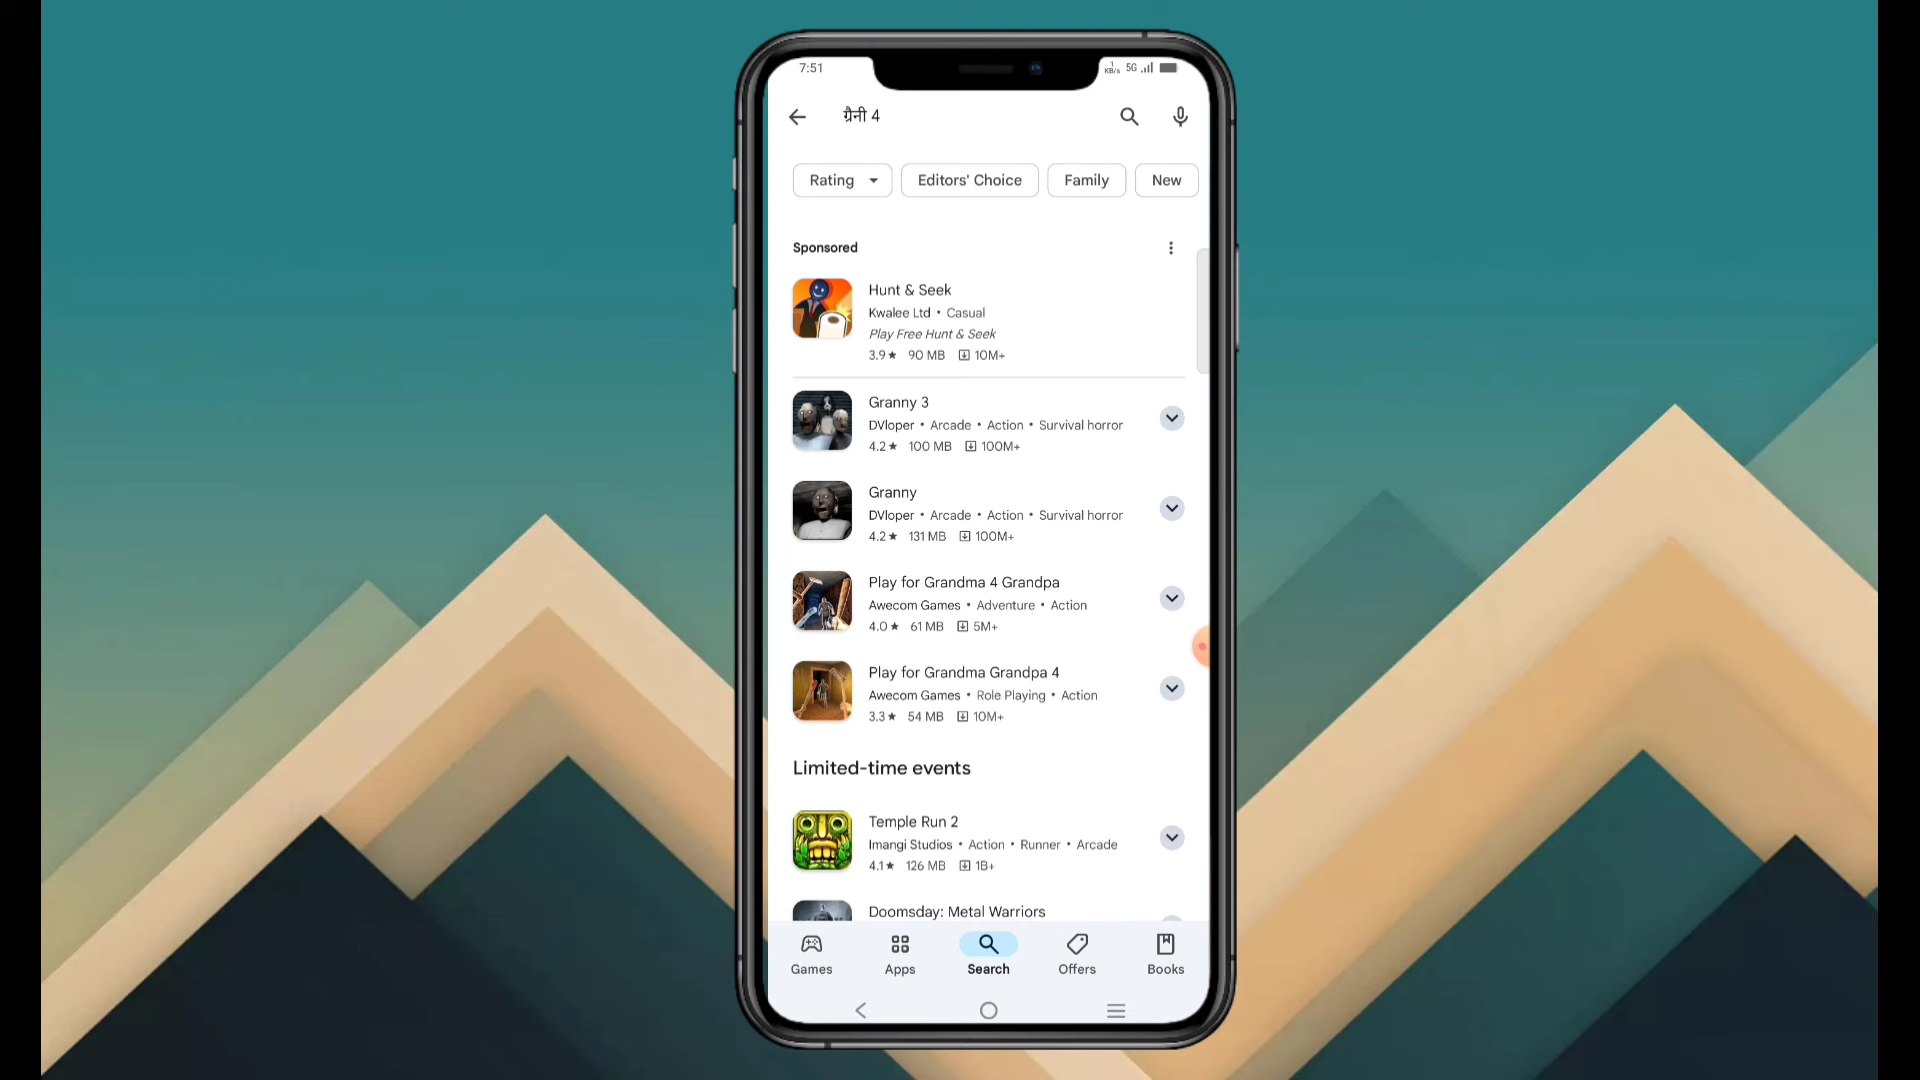 7:51
1 KB/s 5G
ग्रैनी 4
Rating Editors' Choice Family New
Sponsored
Hunt & Seek
Kwalee Ltd • Casual
Play Free Hunt & Seek
3.9★ 90 MB 10M+
Granny 3
DVloper • Arcade • Action • Survival horror
4.2★ 100 MB 100M+
Granny
DVloper • Arcade • Action • Survival horror
4.2★ 131 MB 100M+
Play for Grandma 4 Grandpa
Awecom Games • Adventure • Action
4.0★ 61 MB 5M+
Play for Grandma Grandpa 4
Awecom Games • Role Playing • Action
3.3★ 54 MB 10M+
Limited-time events
Temple Run 2
Imangi Studios • Action • Runner • Arcade
4.1★ 126 MB 1B+
Doomsday: Metal Warriors
Games Apps Search Offers Books